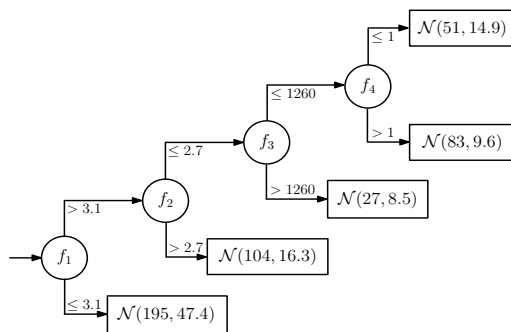 ≤ 1
N(51, 14.9)
f4
≤ 1260
> 1
N(83, 9.6)
f3
≤ 2.7
> 1260
N(27, 8.5)
f2
> 3.1
> 2.7
N(104, 16.3)
f1
≤ 3.1
N(195, 47.4)